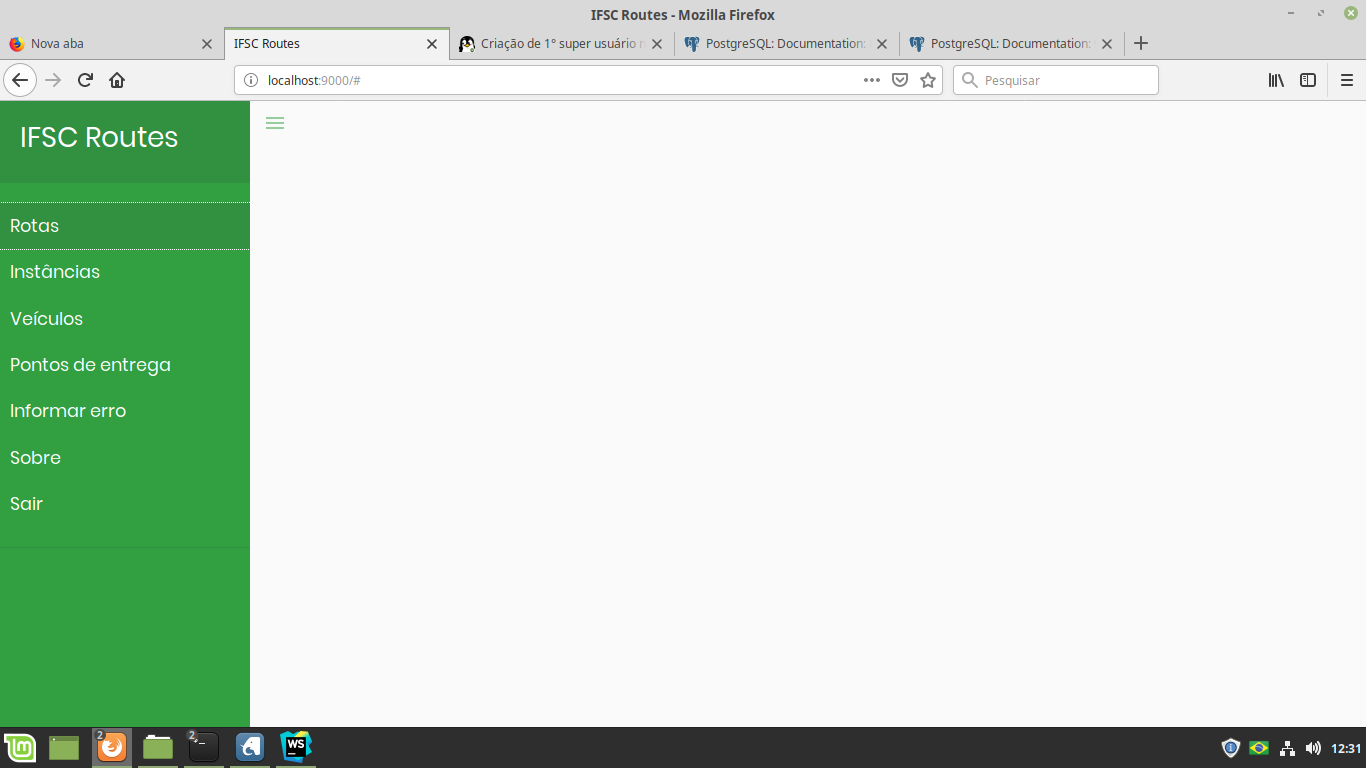 IFSC Routes - Mozilla Firefox
Nova aba
IFSC Routes
Criação de 1º super usuário
PostgreSQL: Documentation:
PostgreSQL: Documentation:
localhost:9000/#
Pesquisar
IFSC Routes
Rotas
Instâncias
Veículos
Pontos de entrega
Informar erro
Sobre
Sair
2
2
WS
12:31